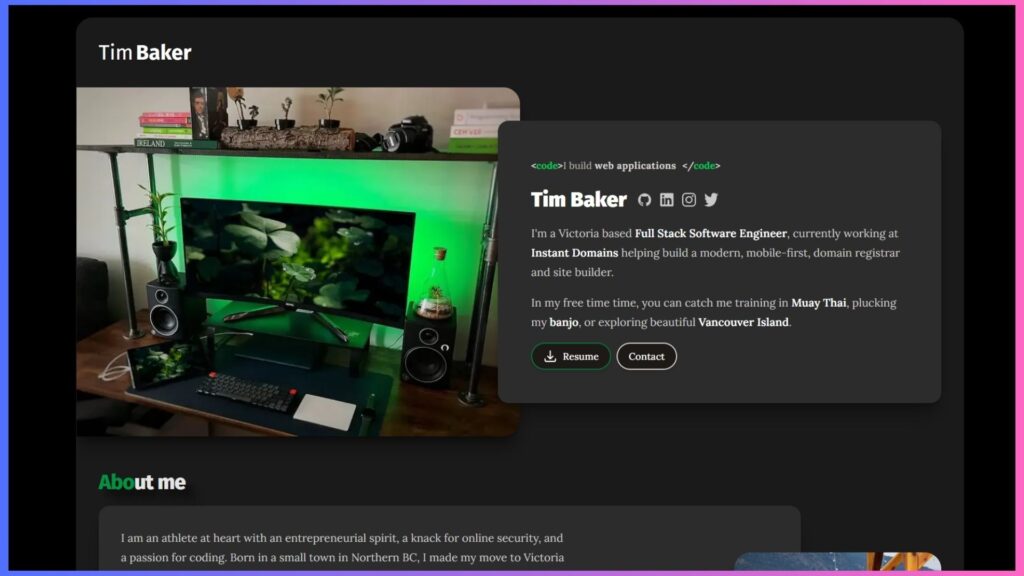 Tim Baker
IRELAND
<code>I build web applications </code>
Tim Baker
I'm a Victoria based Full Stack Software Engineer, currently working at
Instant Domains helping build a modern, mobile-first, domain registrar
and site builder.
In my free time time, you can catch me training in Muay Thai, plucking
my banjo, or exploring beautiful Vancouver Island.
Resume
Contact
About me
I am an athlete at heart with an entrepreneurial spirit, a knack for online security, and
a passion for coding. Born in a small town in Northern BC, I made my move to Victoria